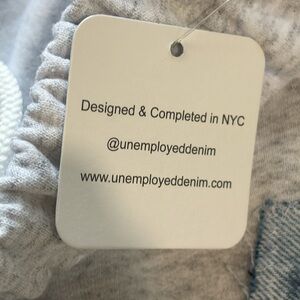 Designed & Completed in NYC
@unemployeddenim
www.unemployeddenim.com